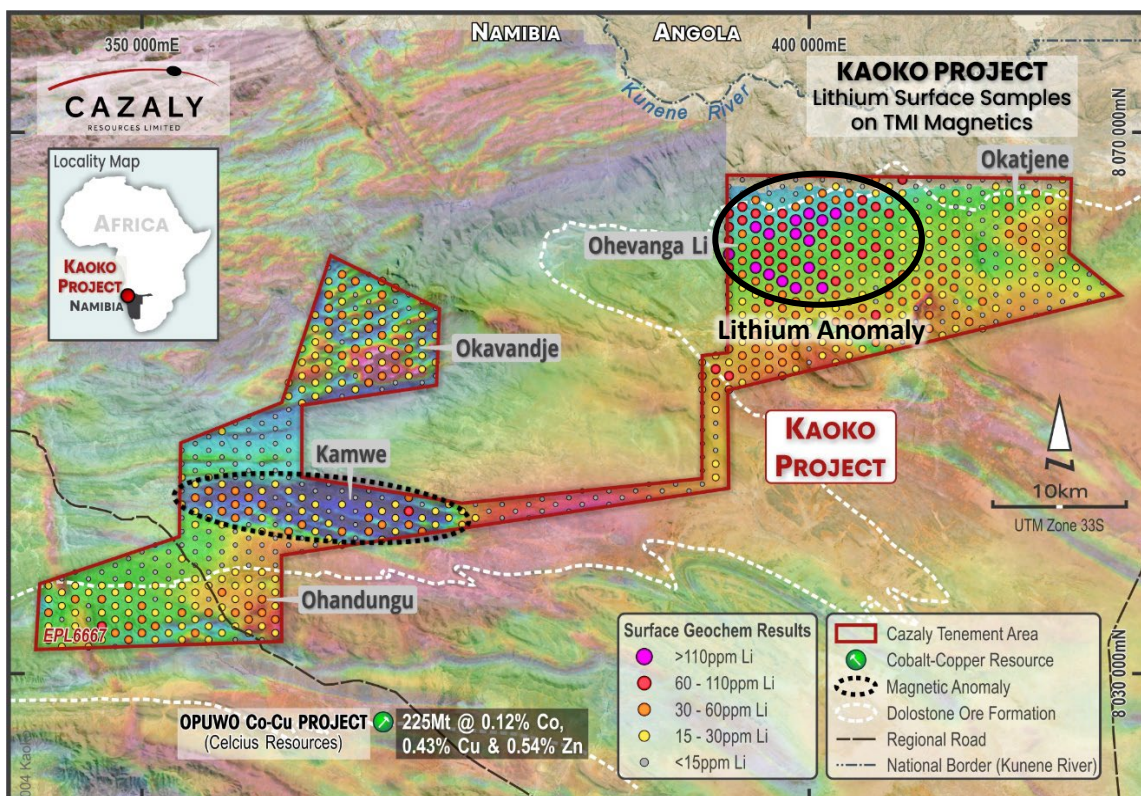 350 000mE
NAMIBIA
ANGOLA
400 000mE
CAZALY
RESOURCES LIMITED
KAOKO PROJECT
Lithium Surface Samples
on TMI Magnetics
Kunene River
8 070 000mN
Locality Map
AFRICA
KAOKO
PROJECT
NAMIBIA
Okatjene
Ohevanga Li
Lithium Anomaly
Okavandje
KAOKO
PROJECT
N
10km
UTM Zone 33S
Kamwe
Ohandungu
EPL6667
OPUWO Co-Cu PROJECT
(Celcius Resources)
225Mt @ 0.12% Co,
0.43% Cu & 0.54% Zn
Surface Geochem Results
>110ppm Li
60 - 110ppm Li
30 - 60ppm Li
15 - 30ppm Li
<15ppm Li
Cazaly Tenement Area
Cobalt-Copper Resource
Magnetic Anomaly
Dolostone Ore Formation
Regional Road
National Border (Kunene River)
8 030 000mN